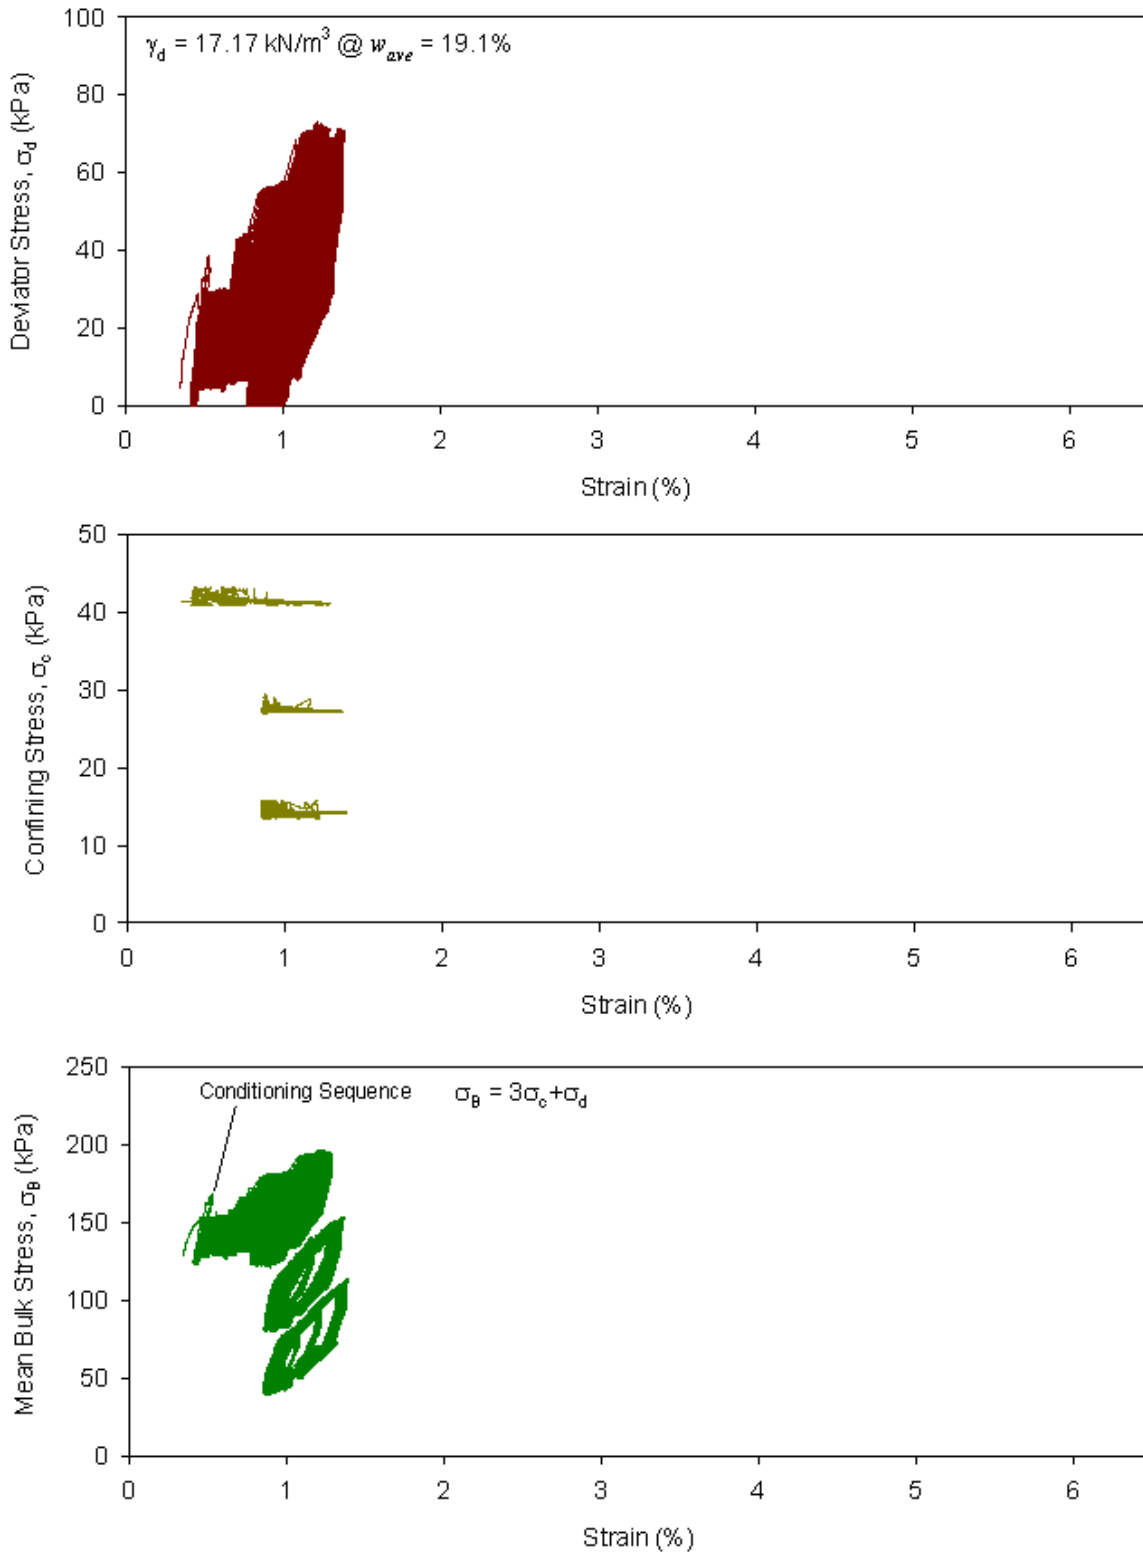 100
γd = 17.17 kN/m³ @ wave = 19.1%
80
60
40
20
0
Deviator Stress, σd (kPa)
0 1 2 3 4 5 6
Strain (%)
50
40
30
20
10
0
Confining Stress, σc (kPa)
0 1 2 3 4 5 6
Strain (%)
250
Conditioning Sequence σB = 3σc+σd
200
150
100
50
0
Mean Bulk Stress, σB (kPa)
0 1 2 3 4 5 6
Strain (%)